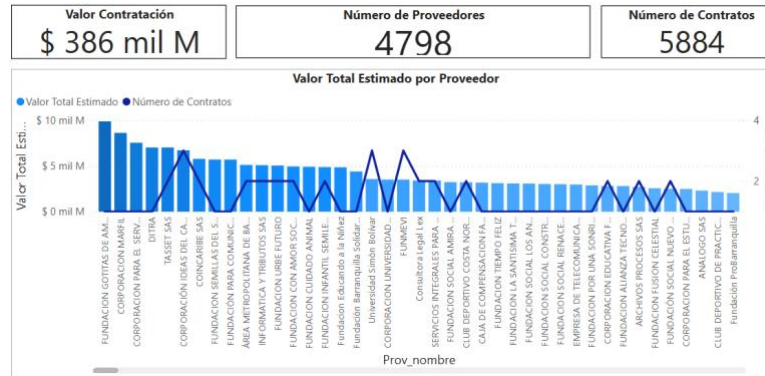 Valor Contratación
$ 386 mil M
Número de Proveedores
4798
Número de Contratos
5884
Valor Total Estimado por Proveedor
Valor Total Estimado Número de Contratos
Valor Total Esti...
$ 10 mil M
$ 5 mil M
$ 0 mil M
4
2
FUNDACION GOTITAS DE AM...
CORPORACION MARFIL
CORPORACION PARA EL SERV...
DITRA
TASSET SAS
CORPORACIÓN IDEAS DEL CA...
COINCARIBE SAS
FUNDACION SEMILLAS DEL S...
FUNDACION PARA COMUNIC...
ÁREA METROPOLITANA DE BA...
INFORMATICA Y TRIBUTOS SAS
FUNDACION URBE FUTURO
FUNDACION CON AMOR SOC...
FUNDACION CUIDADO ANIMAL
FUNDACION INFANTIL SEMILE...
Fundacion Educando a la Niñez
Fundación Barranquilla Solidar...
Universidad Simón Bolívar
CORPORACION UNIVERSIDAD...
FUNMEVI
Consultora Legal Lex
SERVICIOS INTEGRALES PARA ...
FUNDACION SOCIAL AMBRA ...
CLUB DEPORTIVO COSTA NOR...
CAJA DE COMPENSACION FA...
FUNDACION TIEMPO FELIZ
FUNDACION LA SANTISIMA T...
FUNDACION SOCIAL LOS AN...
FUNDACION SOCIAL CONSTR...
FUNDACION SOCIAL RENACE...
EMPRESA DE TELECOMUNICA...
FUNDACION POR UNA SONRI...
CORPORACION EDUCATIVA F...
FUNDACION ALIANZA TECNO...
ARCHIVOS PROCESOS SAS
FUNDACION FUSION CELESTIAL
FUNDACION SOCIAL NUEVO ...
CORPORACION PARA EL ESTU...
ANALOGO SAS
CLUB DEPORTIVO DE PRACTIC...
Fundación ProBarranquilla
Prov_nombre